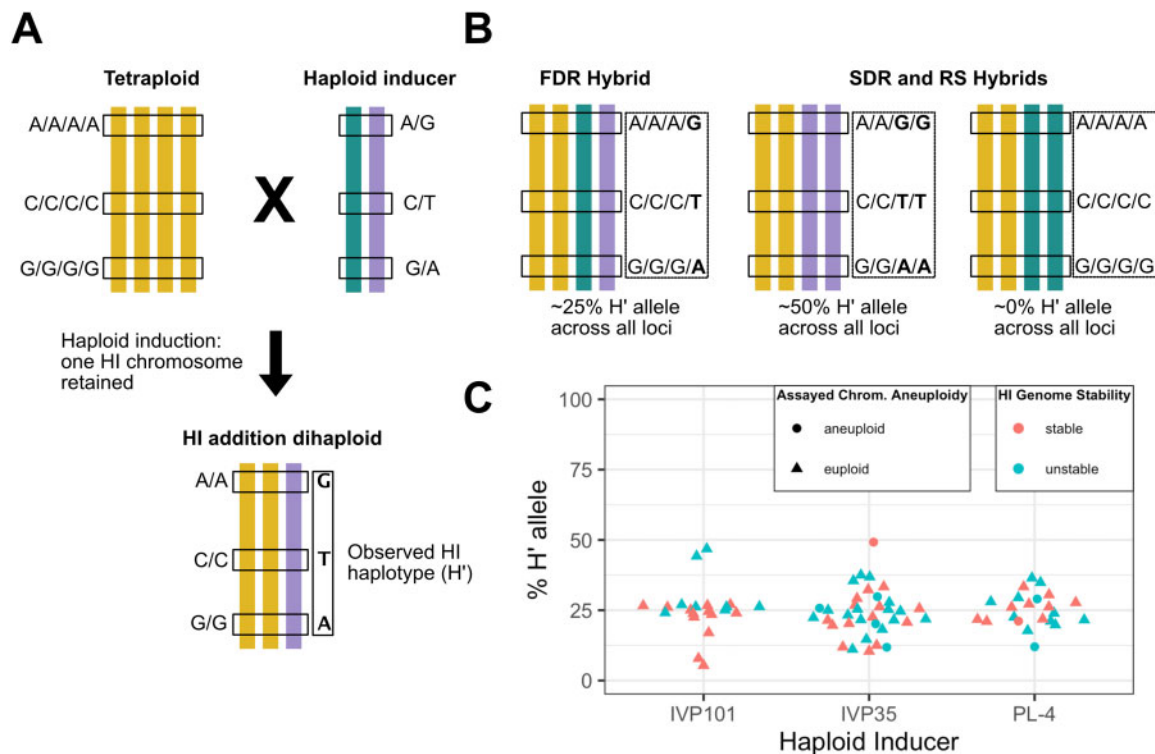 A
Tetraploid
Haploid inducer
A/A/A/A
C/C/C/C
G/G/G/G
X
A/G
C/T
G/A
Haploid induction:
one HI chromosome
retained
HI addition dihaploid
A/A
C/C
G/G
G
T
A
Observed HI
haplotype (H')
B
FDR Hybrid
SDR and RS Hybrids
A/A/A/G
C/C/C/T
G/G/G/A
~25% H' allele
across all loci
A/A/G/G
C/C/T/T
G/G/A/A
~50% H' allele
across all loci
A/A/A/A
C/C/C/C
G/G/G/G
~0% H' allele
across all loci
C
% H' allele
100
75
50
25
0
Assayed Chrom. Aneuploidy
aneuploid
euploid
HI Genome Stability
stable
unstable
IVP101
IVP35
PL-4
Haploid Inducer